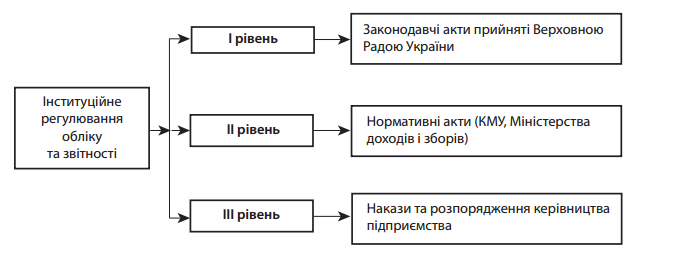 Інституційне
регулювання
обліку
та звітності
І рівень
Законодавчі акти прийняті Верховною
Радою України
ІІ рівень
Нормативні акти (КМУ, Міністерства
доходів і зборів)
ІІІ рівень
Накази та розпорядження керівництва
підприємства